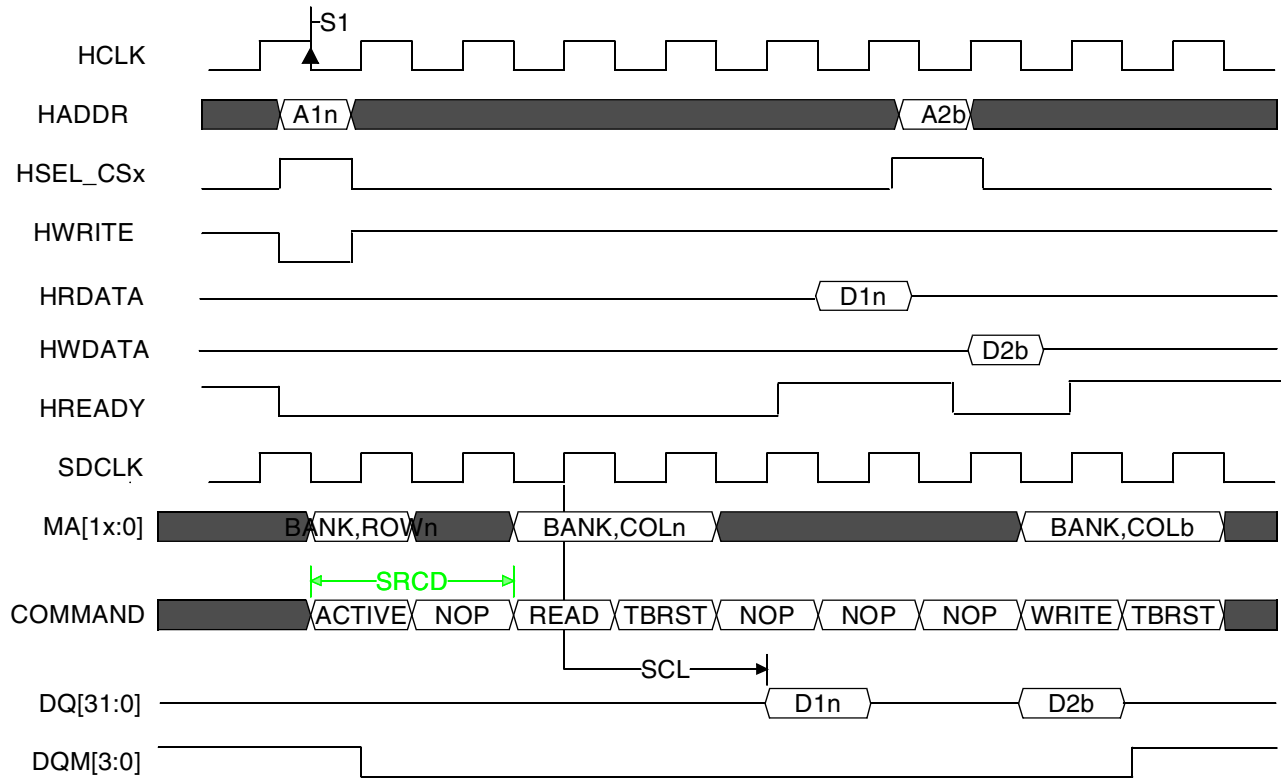 S1
HCLK
HADDR A1n A2b
HSEL_CSx
HWRITE
HRDATA D1n
HWDATA D2b
HREADY
SDCLK
MA[1x:0] BANK,ROWn BANK,COLn BANK,COLb
SRCD
COMMAND ACTIVE NOP READ TBRST NOP NOP NOP WRITE TBRST
SCL
DQ[31:0] D1n D2b
DQM[3:0]